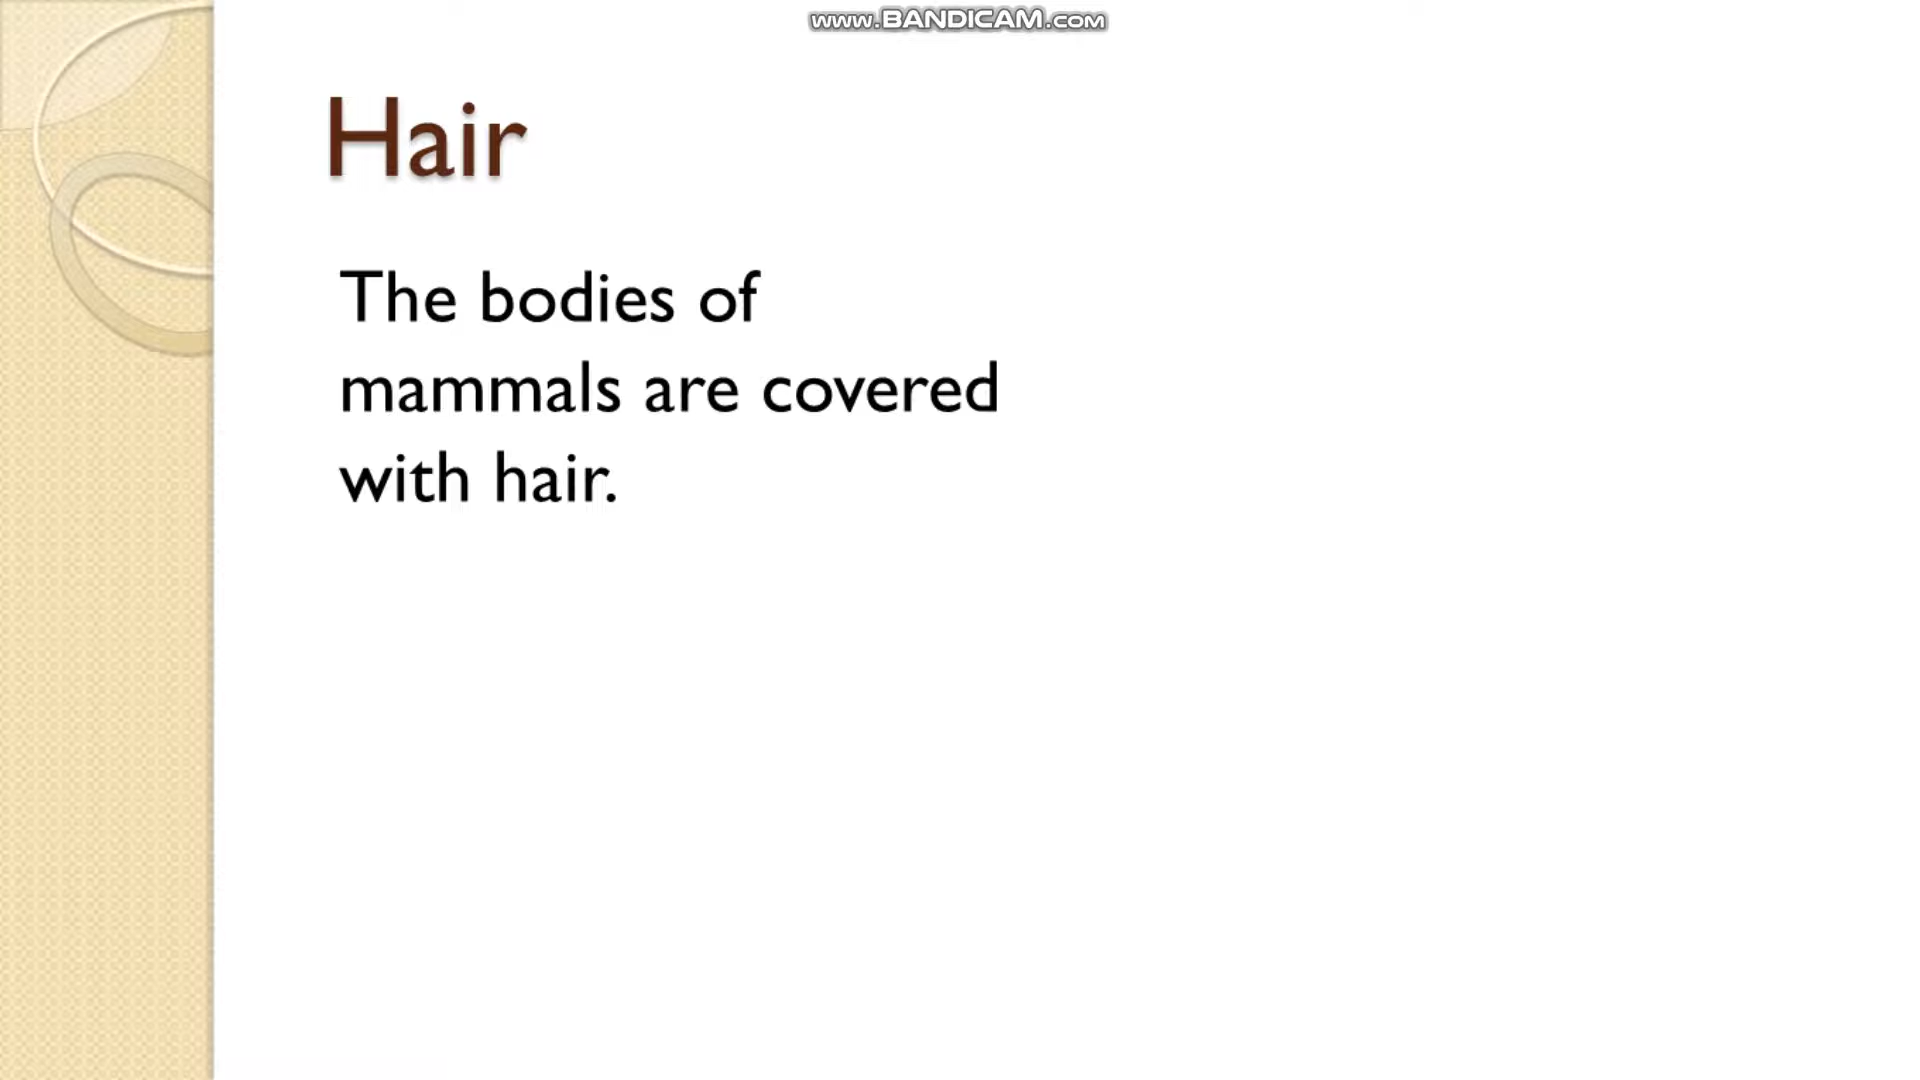 www.BANDICAM.com
Hair
The bodies of
mammals are covered
with hair.